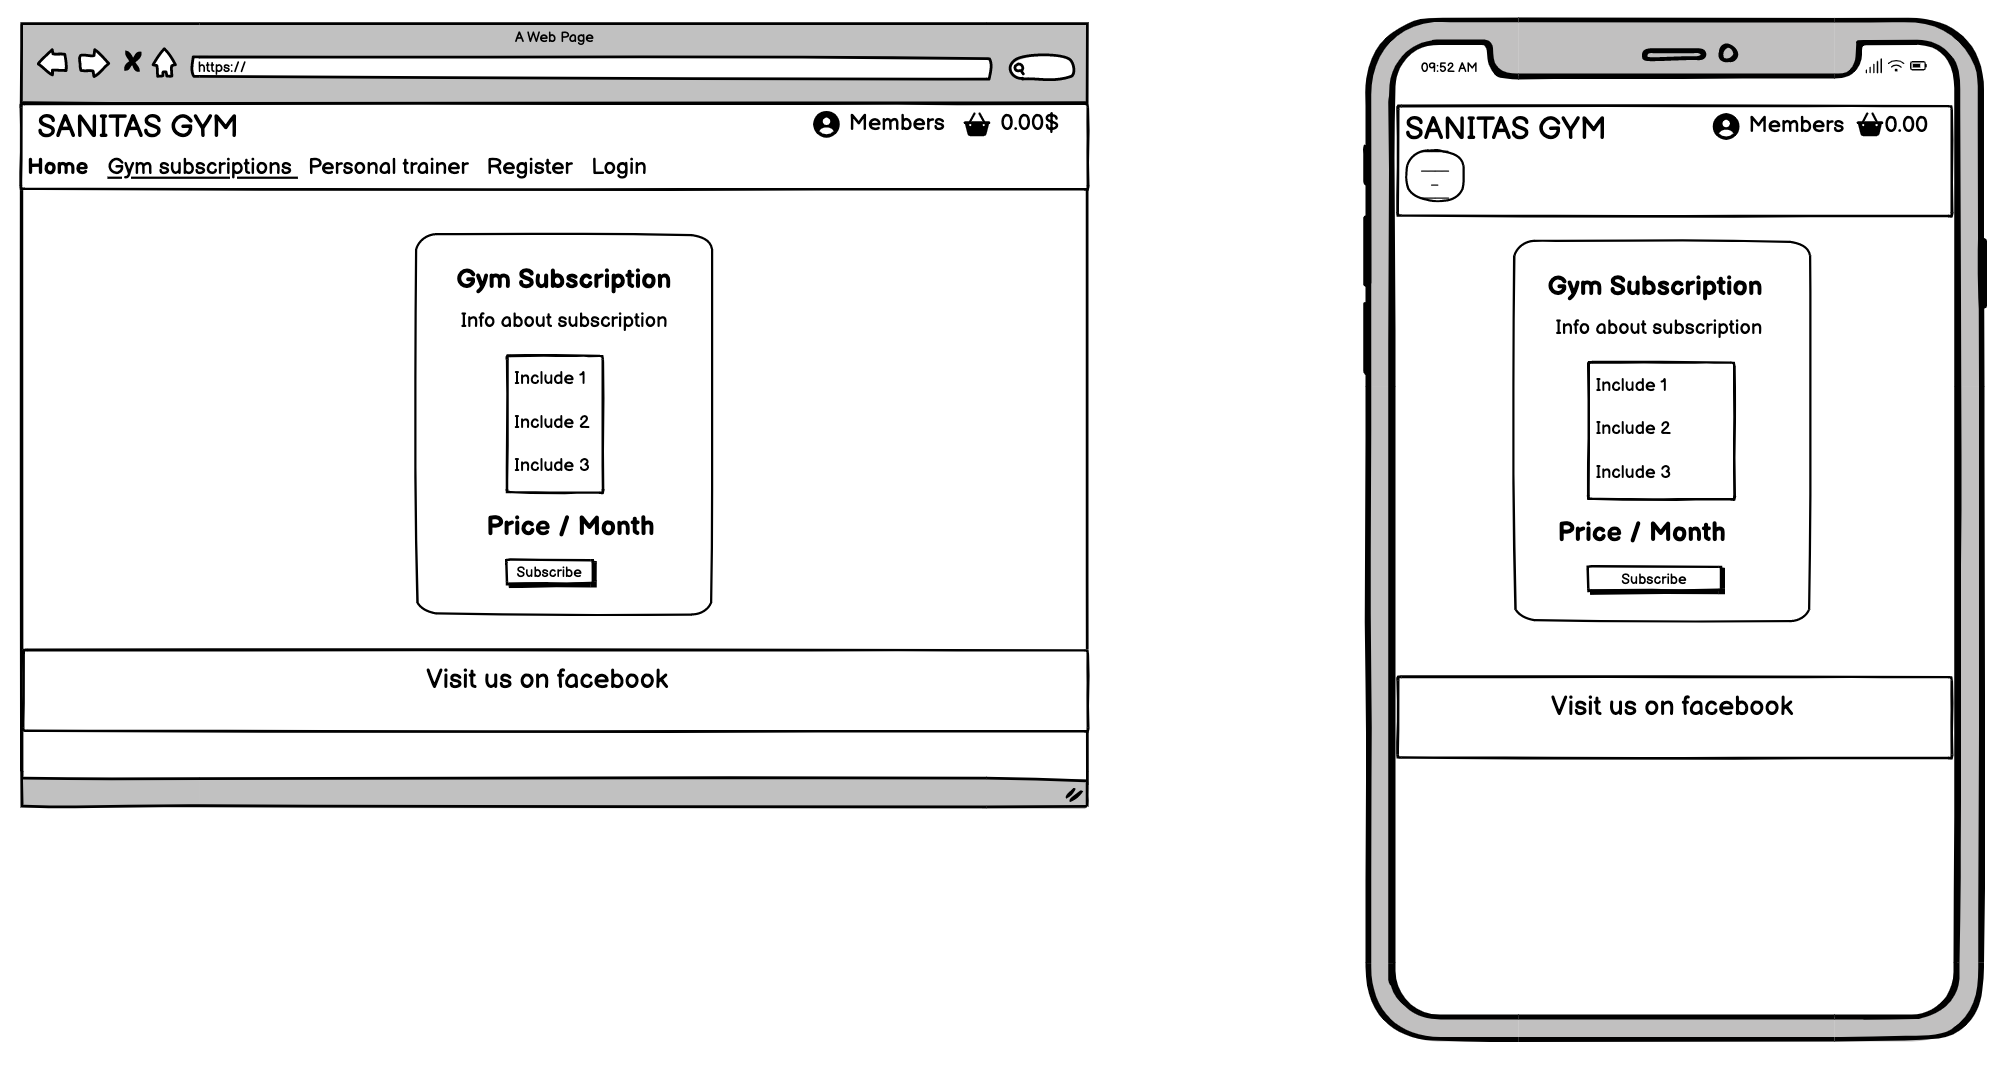 A Web Page
https://
SANITAS GYM
Members 0.00$
Home Gym subscriptions Personal trainer Register Login
Gym Subscription
Info about subscription
Include 1
Include 2
Include 3
Price / Month
Subscribe
Visit us on facebook
09:52 AM
SANITAS GYM
Members 0.00
Gym Subscription
Info about subscription
Include 1
Include 2
Include 3
Price / Month
Subscribe
Visit us on facebook